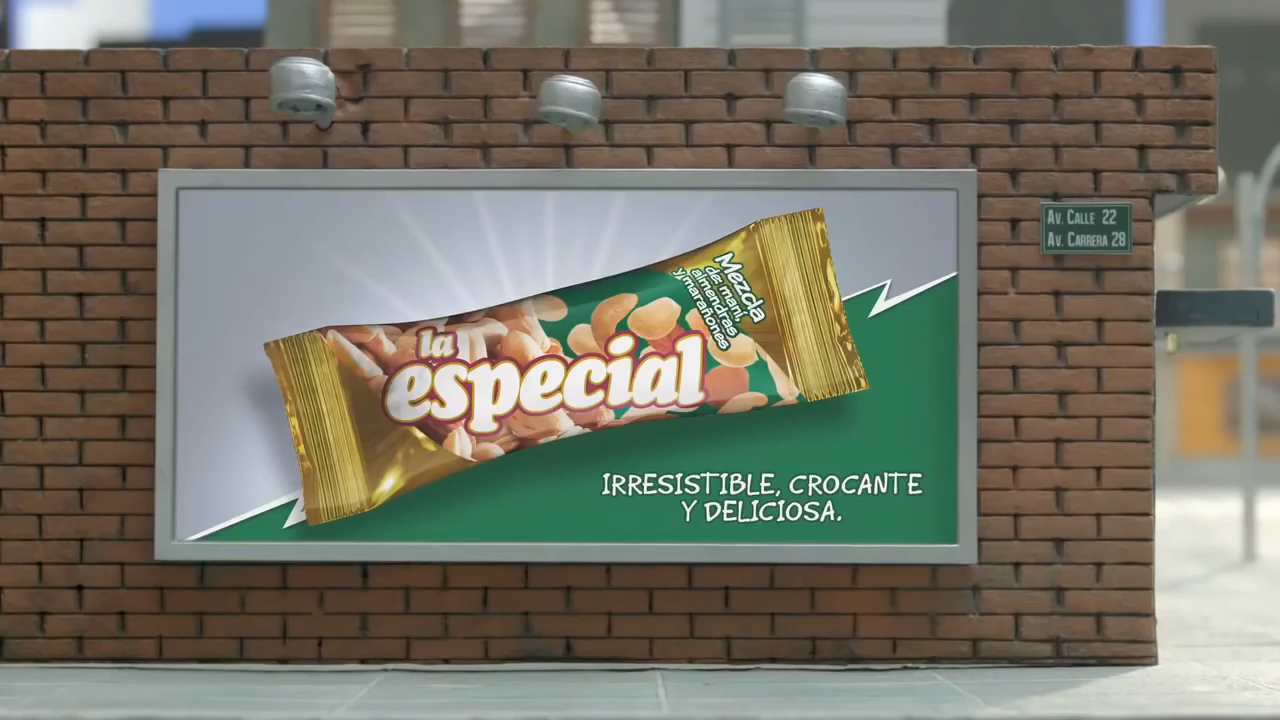 la
especial
Mezcla
de: maní,
almendras
y marañones
IRRESISTIBLE, CROCANTE
Y DELICIOSA.
AV. CALLE 22
AV. CARRERA 28